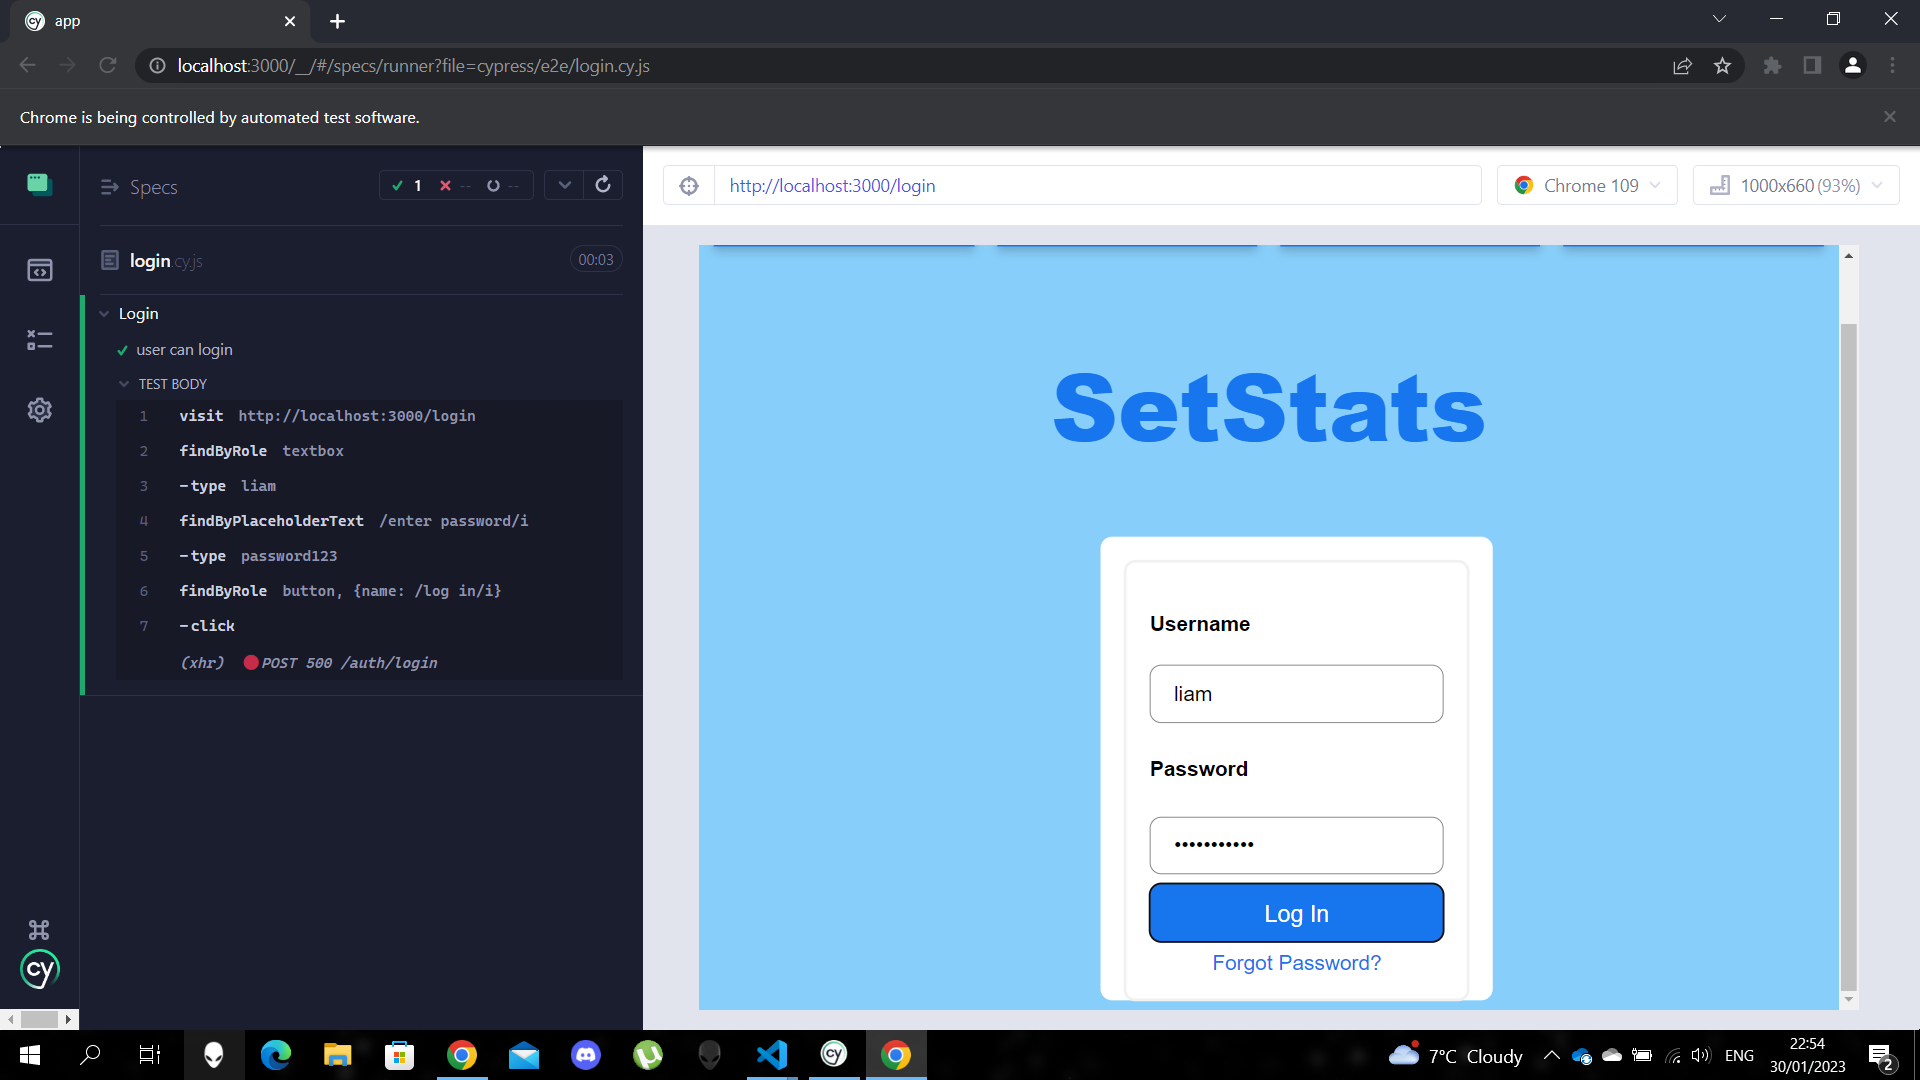 cy app
localhost:3000/__/#/specs/runner?file=cypress/e2e/login.cy.js
Chrome is being controlled by automated test software.
Specs
1 -- --
http://localhost:3000/login
Chrome 109
1000x660 (93%)
login.cy.js
00:03
Login
user can login
TEST BODY
1 visit http://localhost:3000/login
2 findByRole textbox
3 -type liam
4 findByPlaceholderText /enter password/i
5 -type password123
6 findByRole button, {name: /log in/i}
7 -click
(xhr) POST 500 /auth/login
SetStats
Username
liam
Password
•••••••••••
Log In
Forgot Password?
cy
cy
7°C Cloudy
ENG
22:54
30/01/2023
2